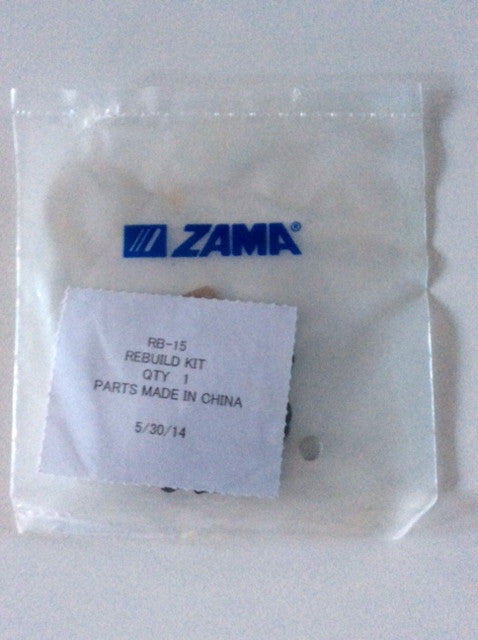 ZAMA®
RB-15
REBUILD KIT
QTY 1
PARTS MADE IN CHINA
5/30/14